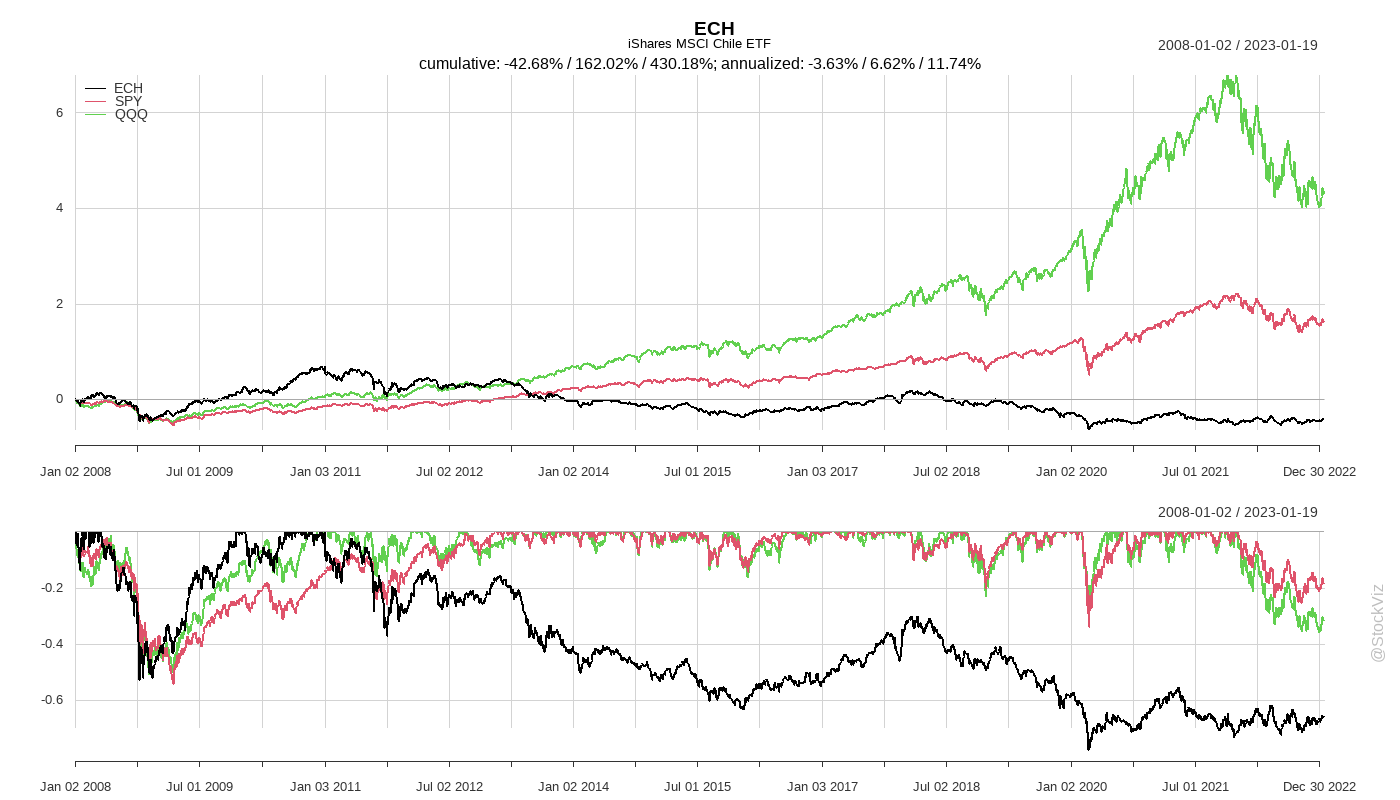 ECH
iShares MSCI Chile ETF
2008-01-02 / 2023-01-19
cumulative: -42.68% / 162.02% / 430.18%; annualized: -3.63% / 6.62% / 11.74%
ECH
SPY
QQQ
6
4
2
0
Jan 02 2008 Jul 01 2009 Jan 03 2011 Jul 02 2012 Jan 02 2014 Jul 01 2015 Jan 03 2017 Jul 02 2018 Jan 02 2020 Jul 01 2021 Dec 30 2022
2008-01-02 / 2023-01-19
-0.2
-0.4
-0.6
Jan 02 2008 Jul 01 2009 Jan 03 2011 Jul 02 2012 Jan 02 2014 Jul 01 2015 Jan 03 2017 Jul 02 2018 Jan 02 2020 Jul 01 2021 Dec 30 2022
@StockViz